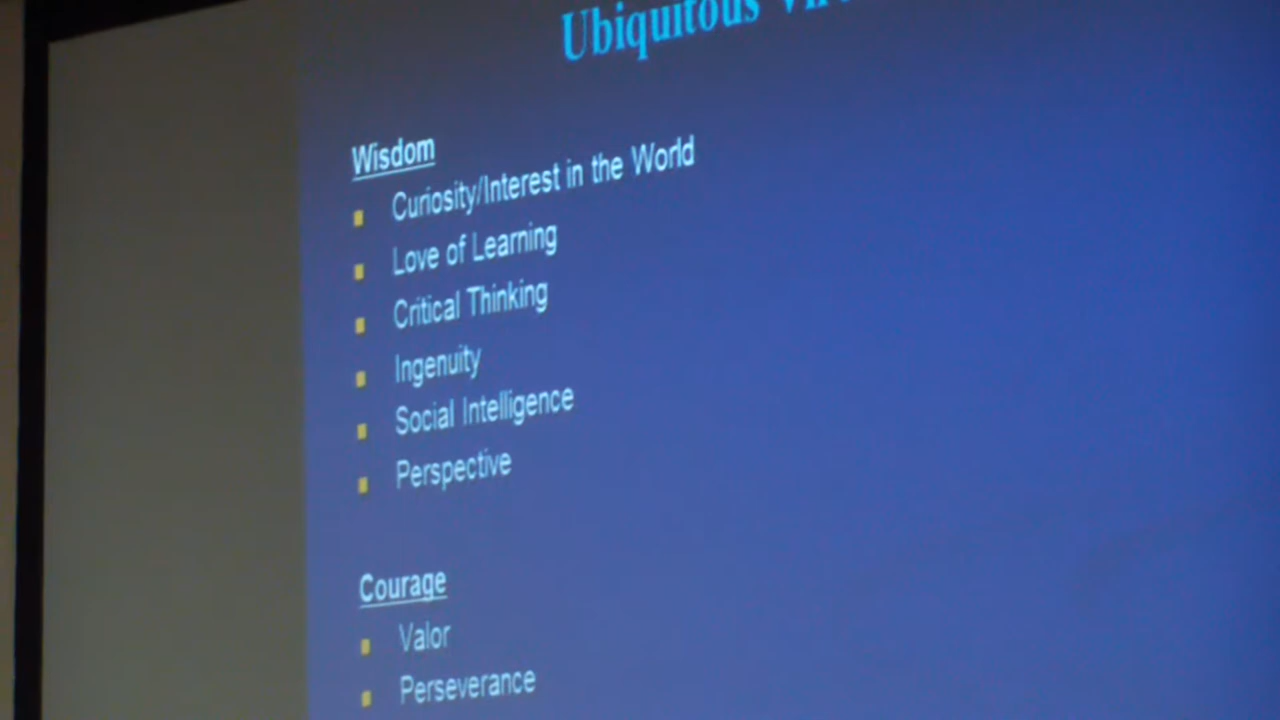 Ubiquitous
Wisdom
Curiosity/Interest in the World
Love of Learning
Critical Thinking
Ingenuity
Social Intelligence
Perspective
Courage
Valor
Perseverance